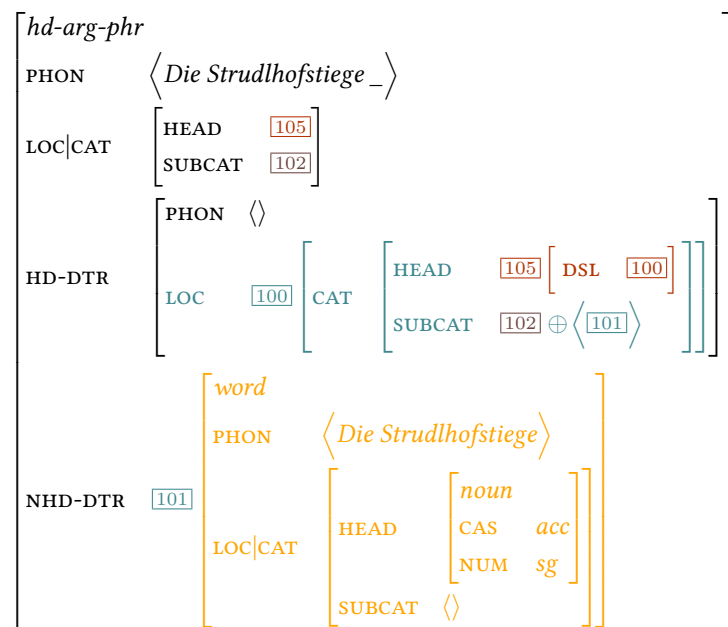 hd-arg-phr
PHON ⟨Die Strudlhofstiege _⟩
LOC|CAT [HEAD 105
SUBCAT 102]
HD-DTR [PHON ⟨⟩
LOC 100 [CAT [HEAD 105 [DSL 100]
SUBCAT 102 ⊕ ⟨101⟩]]]
NHD-DTR 101 [word
PHON ⟨Die Strudlhofstiege⟩
LOC|CAT [HEAD [noun
CAS acc
NUM sg]
SUBCAT ⟨⟩]]